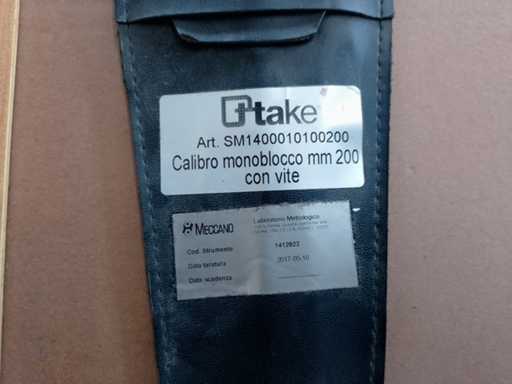 take
Art. SM1400010100200
Calibro monoblocco mm 200
con vite
MECCANO
Laboratorio Metrologico
Cod. Strumento 1412822
Data taratura 2017-05-10
Data scadenza